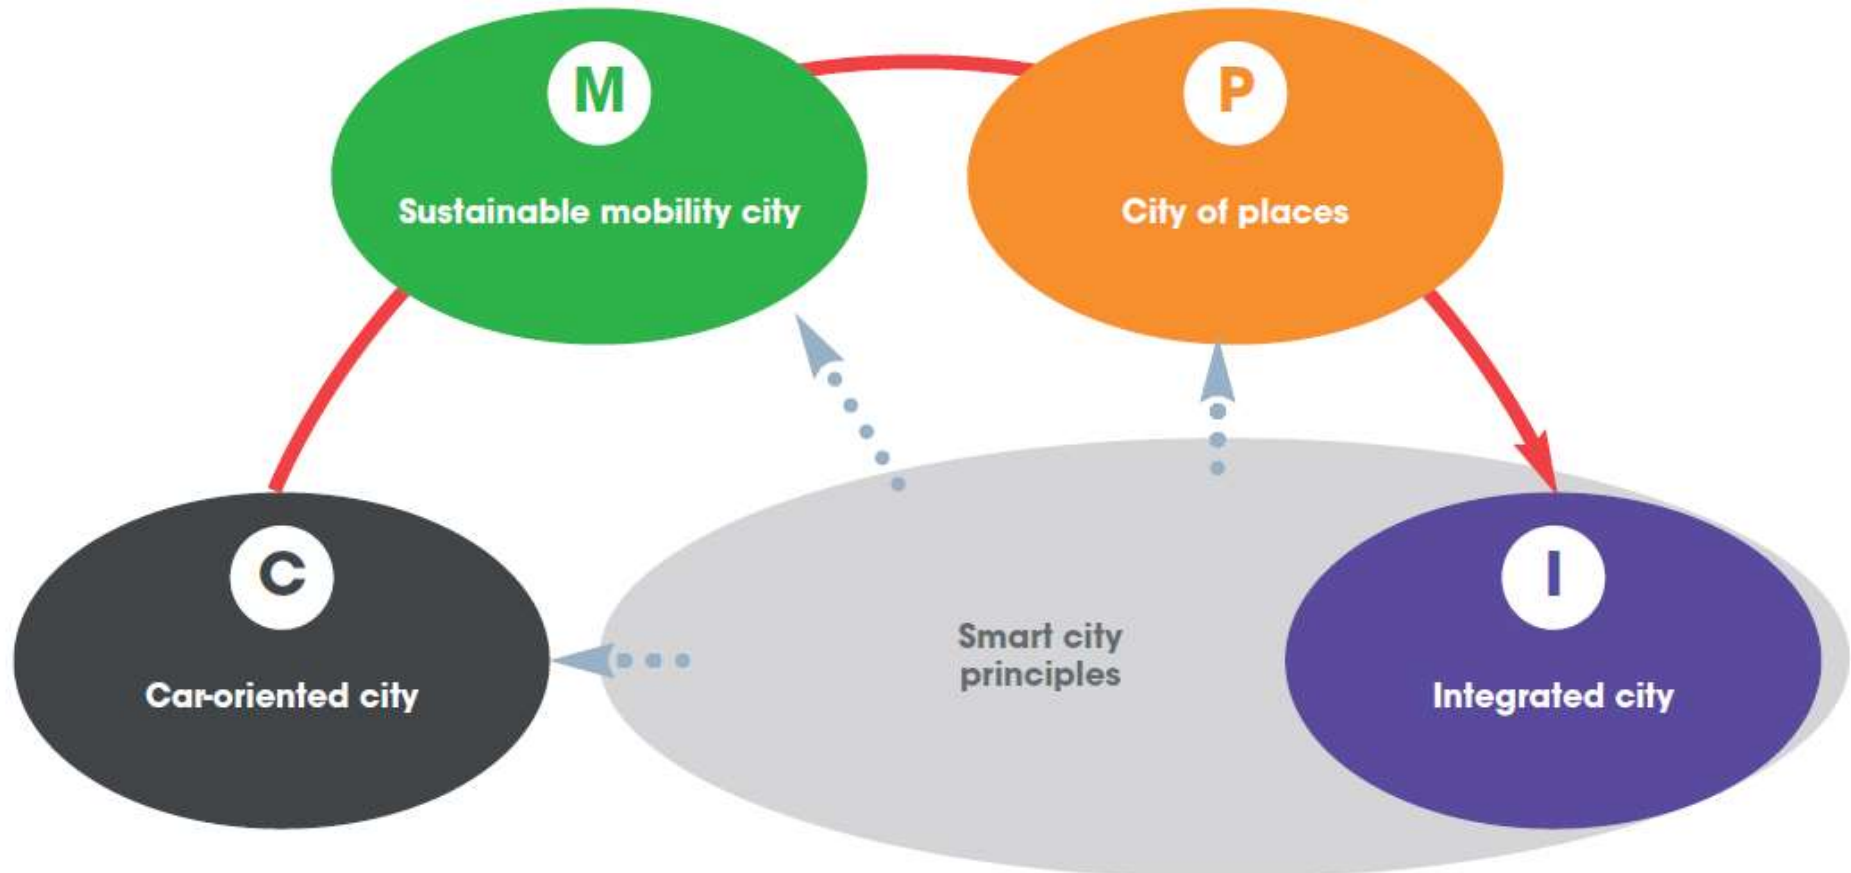 M
Sustainable mobility city
P
City of places
C
Car-oriented city
Smart city
principles
I
Integrated city